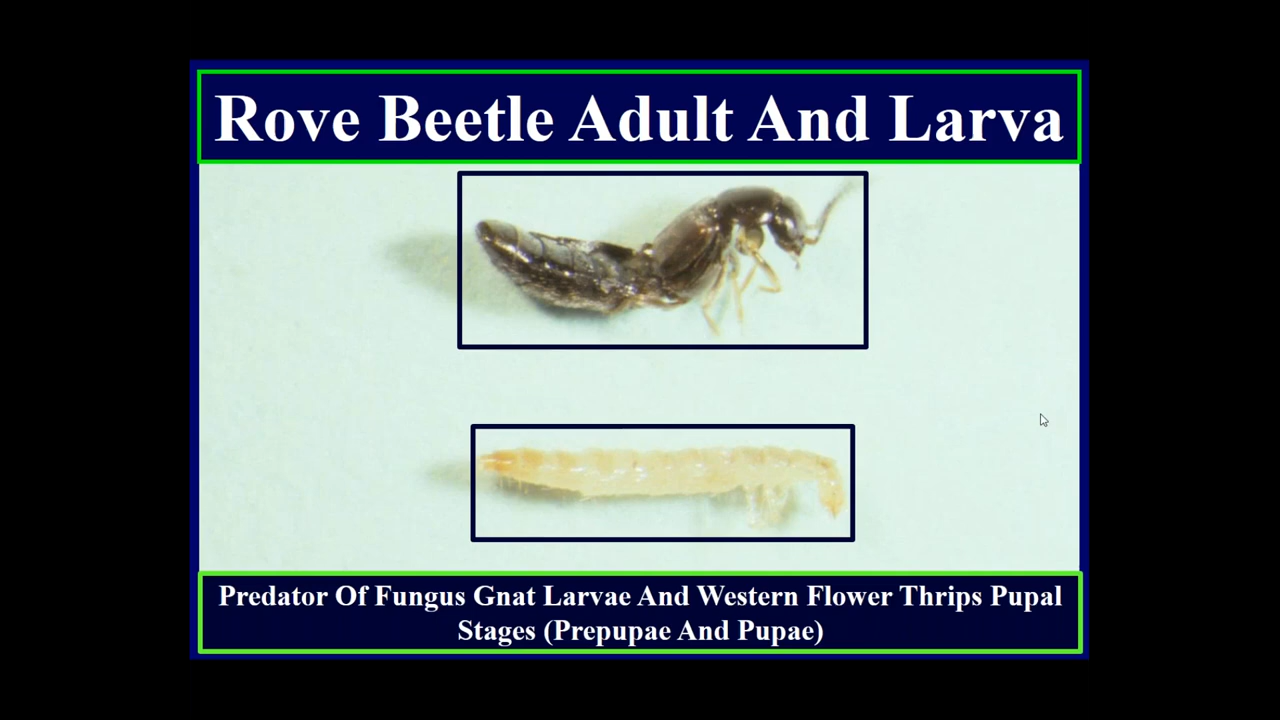 Rove Beetle Adult And Larva
Predator Of Fungus Gnat Larvae And Western Flower Thrips Pupal
Stages (Prepupae And Pupae)